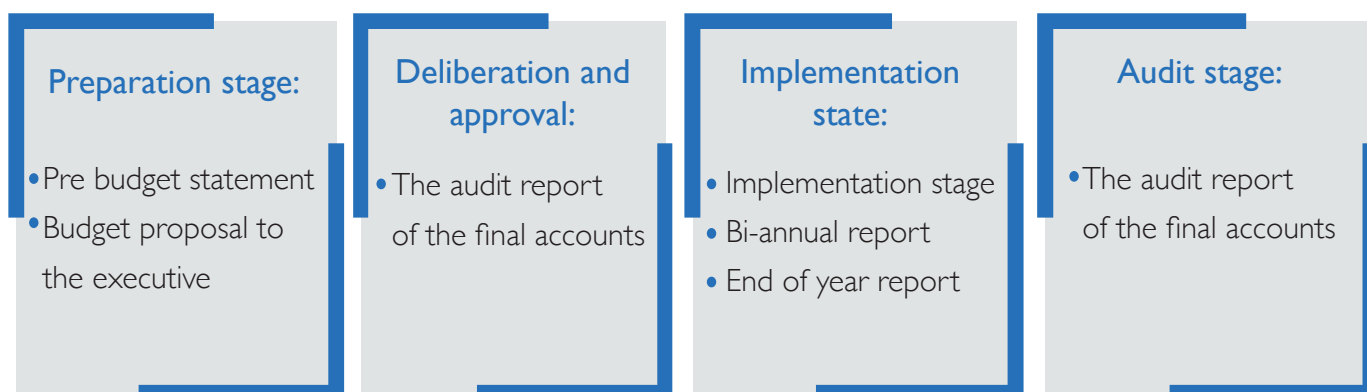 Preparation stage:
• Pre budget statement
• Budget proposal to
the executive
Deliberation and
approval:
• The audit report
of the final accounts
Implementation
state:
• Implementation stage
• Bi-annual report
• End of year report
Audit stage:
• The audit report
of the final accounts